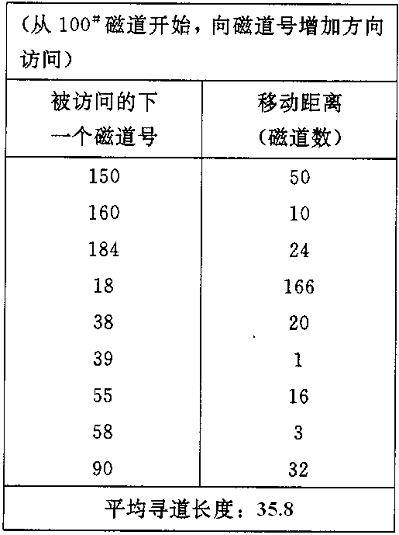 (从 100# 磁道开始，向磁道号增加方向
访问)
被访问的下 移动距离
一个磁道号 (磁道数)
150 50
160 10
184 24
18 166
38 20
39 1
55 16
58 3
90 32
平均寻道长度：35.8